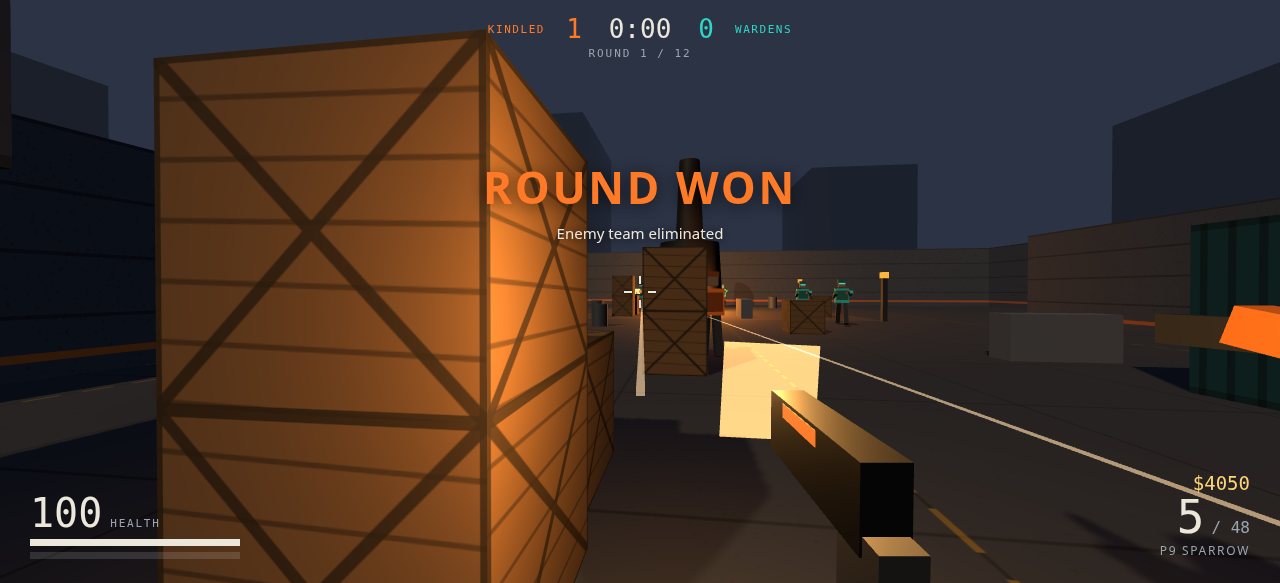 KINDLED 1 0:00 0 WARDENS
ROUND 1 / 12
ROUND WON
Enemy team eliminated
100 HEALTH
$4050
5 / 48
P9 SPARROW